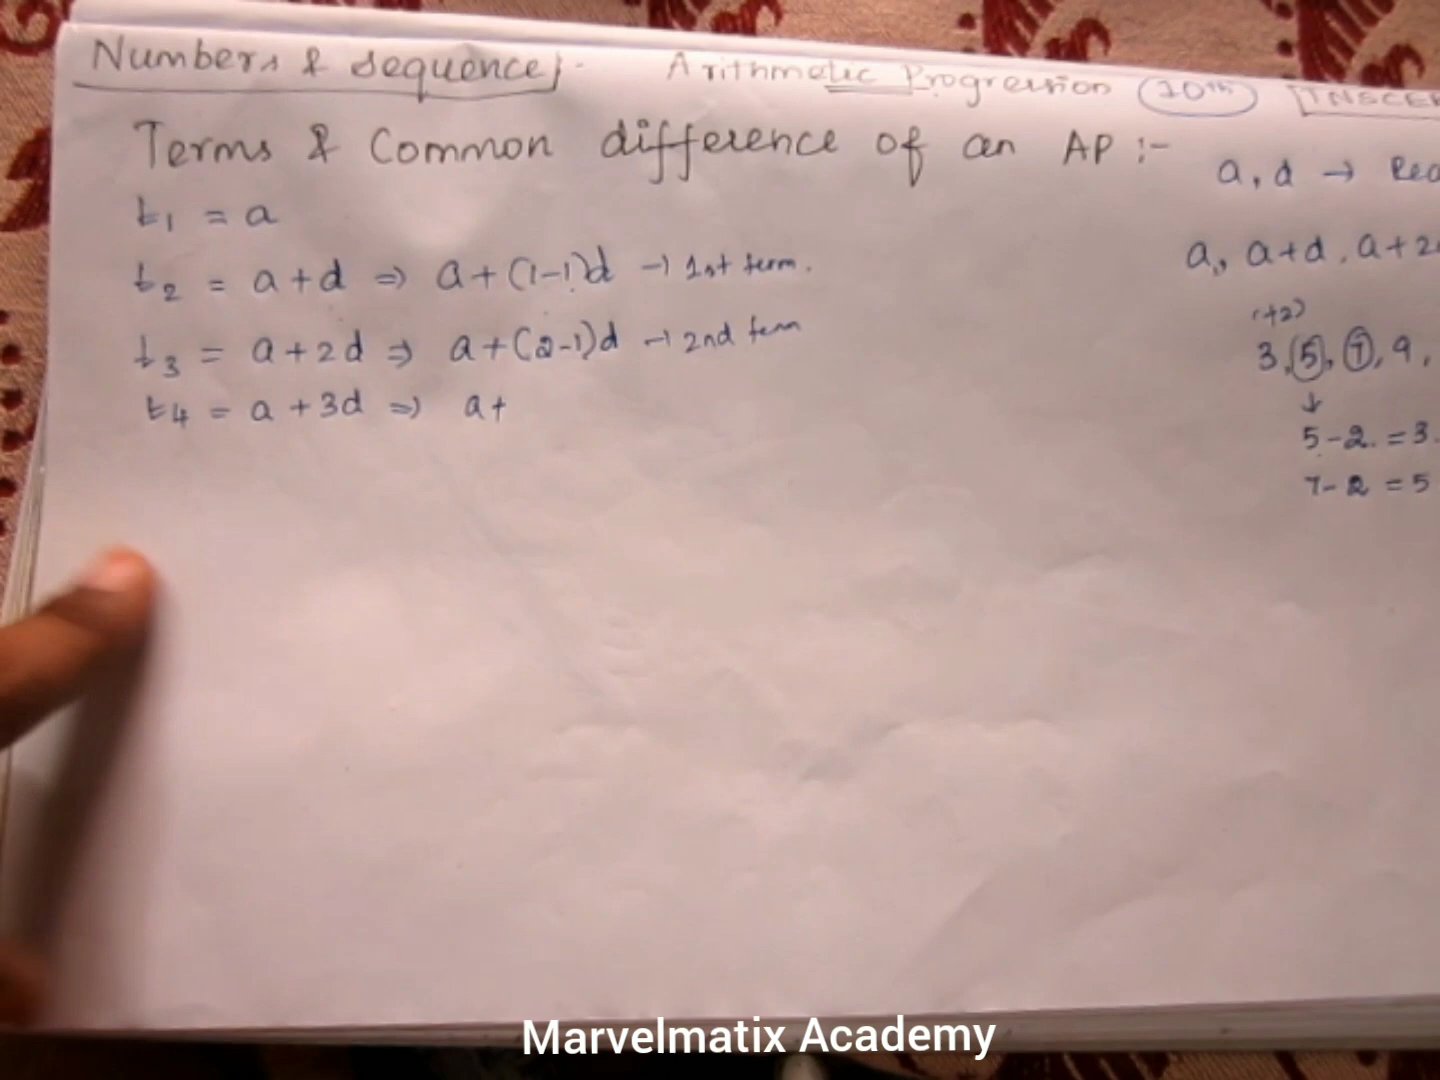 Numbers & sequences:- Arithmetic Progression 10th TNSCER
Terms & Common difference of an AP :-
a, d →
t1 = a
a, a+d, a+2
t2 = a+d ⇒ a+(1-1)d → 1st term.
(+2)
t3 = a+2d ⇒ a+(2-1)d → 2nd term
3, 5, 7, 9,
t4 = a+3d ⇒ a+
↓
5-2 = 3.
7-2 = 5
Marvelmatix Academy